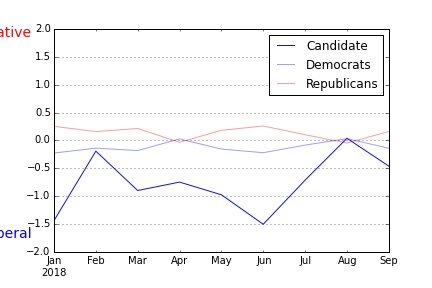 ative
2.0
1.5
1.0
0.5
0.0
−0.5
−1.0
−1.5
−2.0
beral
Candidate
Democrats
Republicans
Jan Feb Mar Apr May Jun Jul Aug Sep
2018